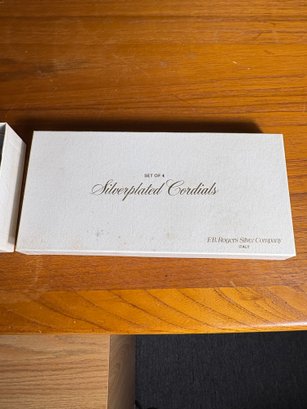 SET OF 4
Silverplated Cordials
F.B. Rogers Silver Company
ITALY